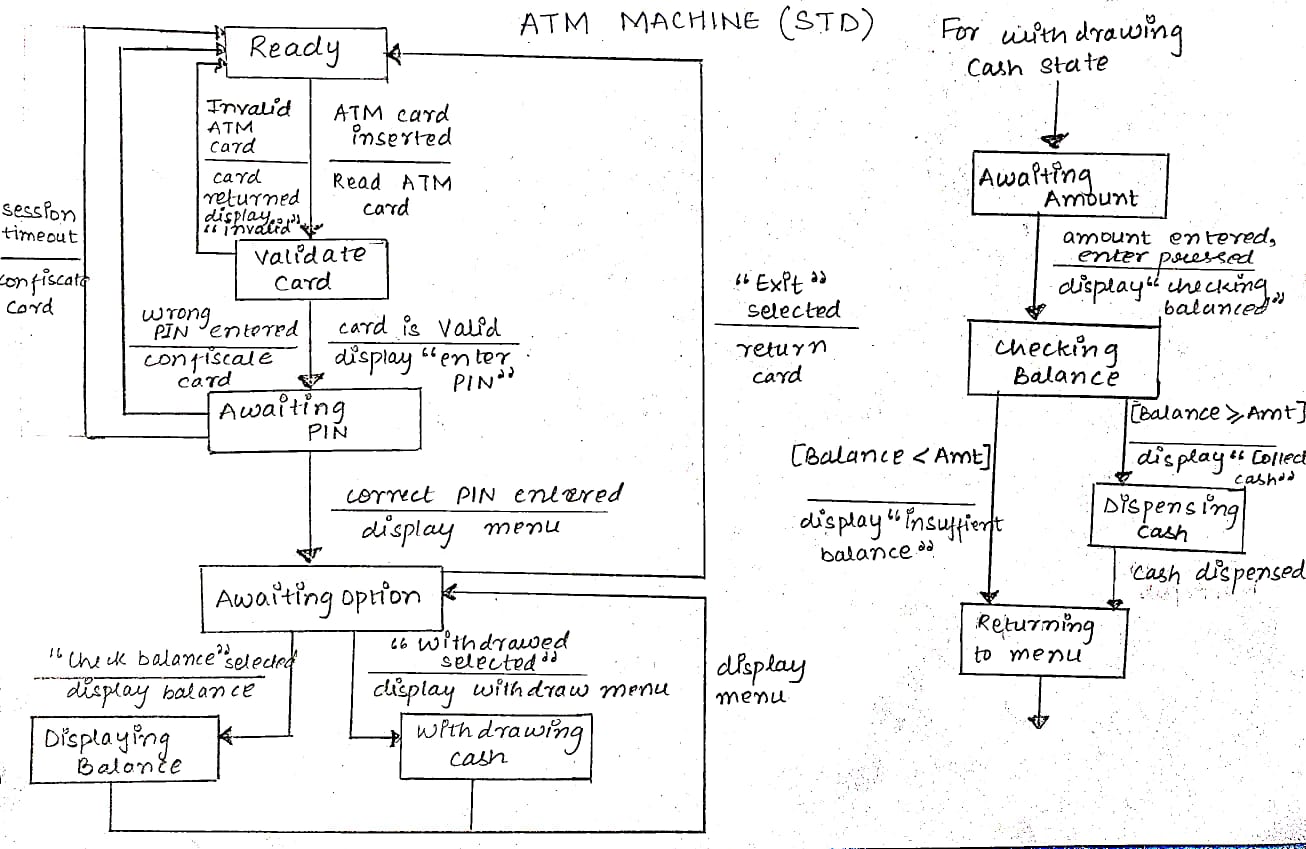 ATM MACHINE (STD)
Ready
Invalid
ATM
card
card
returned
display
"invalid"
ATM card
inserted
Read ATM
card
session
timeout
confiscate
card
Validate
Card
wrong
PIN entered
confiscale
card
card is valid
display "enter
PIN"
Awaiting
PIN
correct PIN entered
display menu
"Exit"
selected
return
card
Awaiting option
"Check balance" selected
display balance
"withdrawed
selected"
display withdraw menu
display
menu
Displaying
Balance
Withdrawing
cash
For withdrawing
Cash state
Awaiting
Amount
amount entered,
enter pressed
display "checking
balanced"
Checking
Balance
[Balance < Amt]
display "insuffient
balance"
[Balance ⩾ Amt]
display "Collect
cash"
Dispensing
Cash
Cash dispensed
Returning
to menu